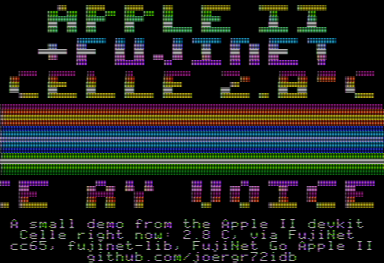 APPLE II
+FUJINET
CELLE 2.8°C
AY VOICE
A small demo from the Apple II devkit
Celle right now: 2.8 C, via FujiNet
cc65, fujinet-lib, FujiNet Go Apple II
github.com/joergr72idb